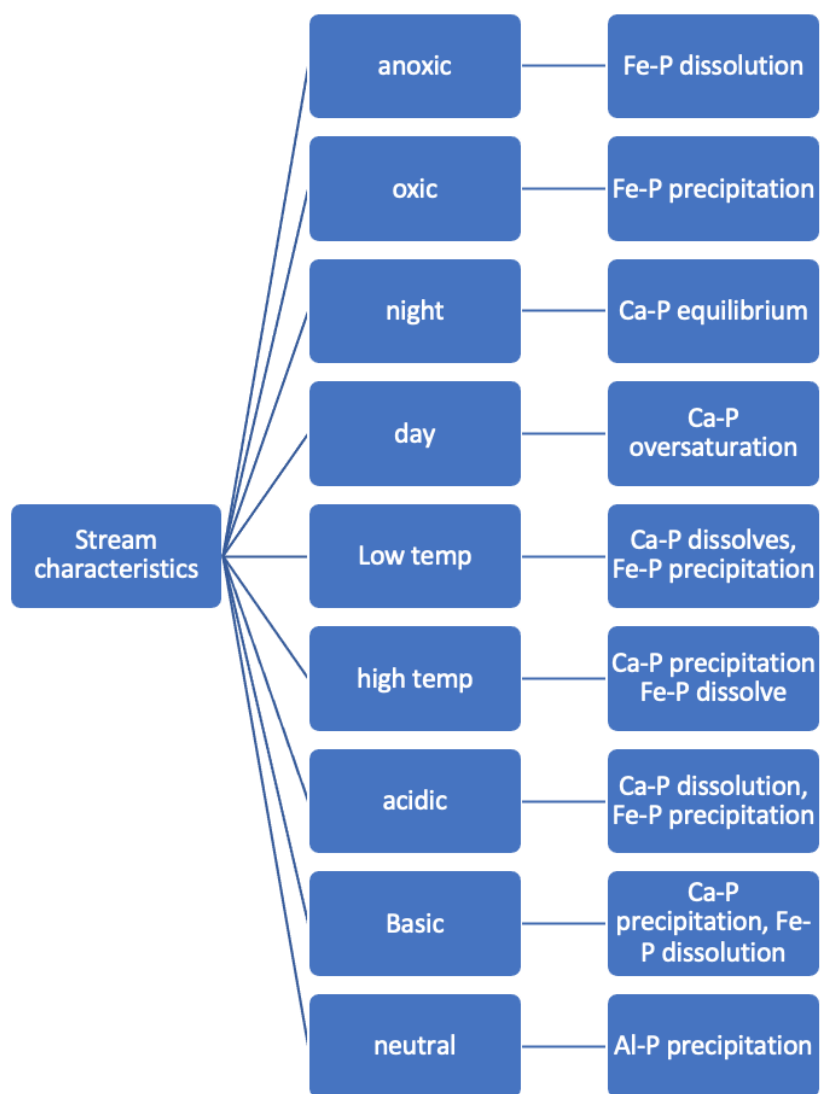 anoxic
Fe-P dissolution
oxic
Fe-P precipitation
night
Ca-P equilibrium
day
Ca-P
oversaturation
Stream
characteristics
Low temp
Ca-P dissolves,
Fe-P precipitation
high temp
Ca-P precipitation
Fe-P dissolve
acidic
Ca-P dissolution,
Fe-P precipitation
Basic
Ca-P
precipitation, Fe-
P dissolution
neutral
Al-P precipitation